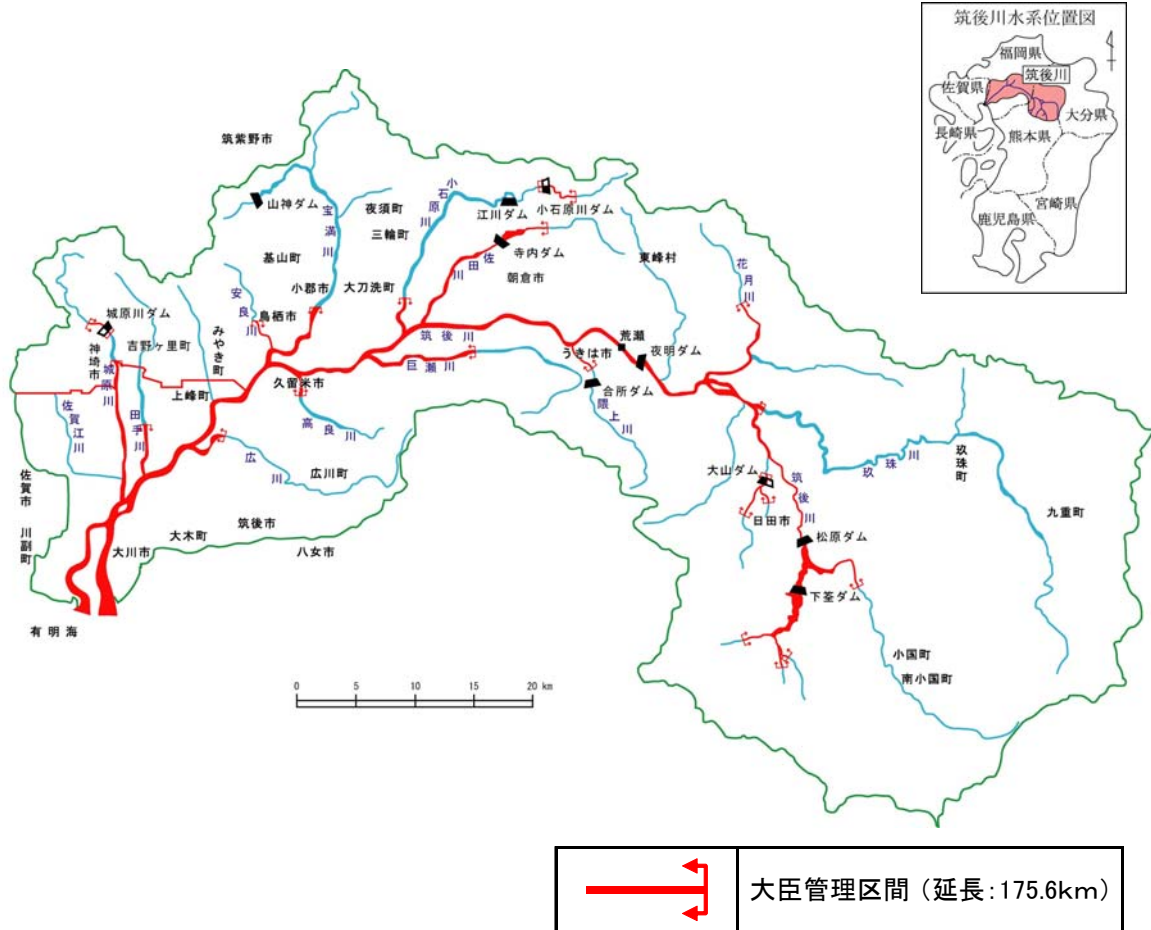 筑後川水系位置図
福岡県
筑後川
佐賀県
大分県
長崎県
熊本県
宮崎県
鹿児島県
筑紫野市
山神ダム
宝満川
夜須町
三輪町
小石原川
江川ダム
小石原川ダム
寺内ダム
佐田川
朝倉市
東峰村
花月川
基山町
小郡市
大刀洗町
安良川
鳥栖市
城原川ダム
吉野ヶ里町
みやき町
神埼市
城原川
筑後川
巨瀬川
うきは市
荒瀬
夜明ダム
合所ダム
隈上川
久留米市
上峰町
高良川
佐賀江川
田手川
広川
広川町
玖珠川
玖珠町
九重町
大山ダム
筑後川
日田市
松原ダム
下筌ダム
佐賀市
川副町
大川市
大木町
筑後市
八女市
有明海
小国町
南小国町
0 5 10 15 20 km
大臣管理区間（延長：175.6km）